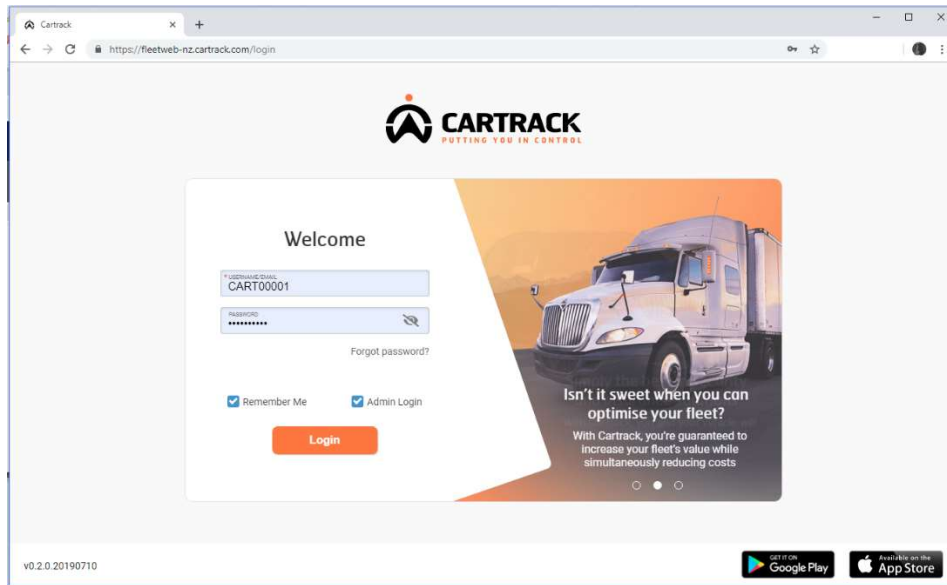 Cartrack
https://fleetweb-nz.cartrack.com/login
CARTRACK
PUTTING YOU IN CONTROL
Welcome
* USERNAME/EMAIL
CART00001
PASSWORD
••••••••••
Forgot password?
Remember Me
Admin Login
Login
Isn't it sweet when you can
optimise your fleet?
With Cartrack, you're guaranteed to
increase your fleet's value while
simultaneously reducing costs
v0.2.0.20190710
GET IT ON
Google Play
Available on the
App Store